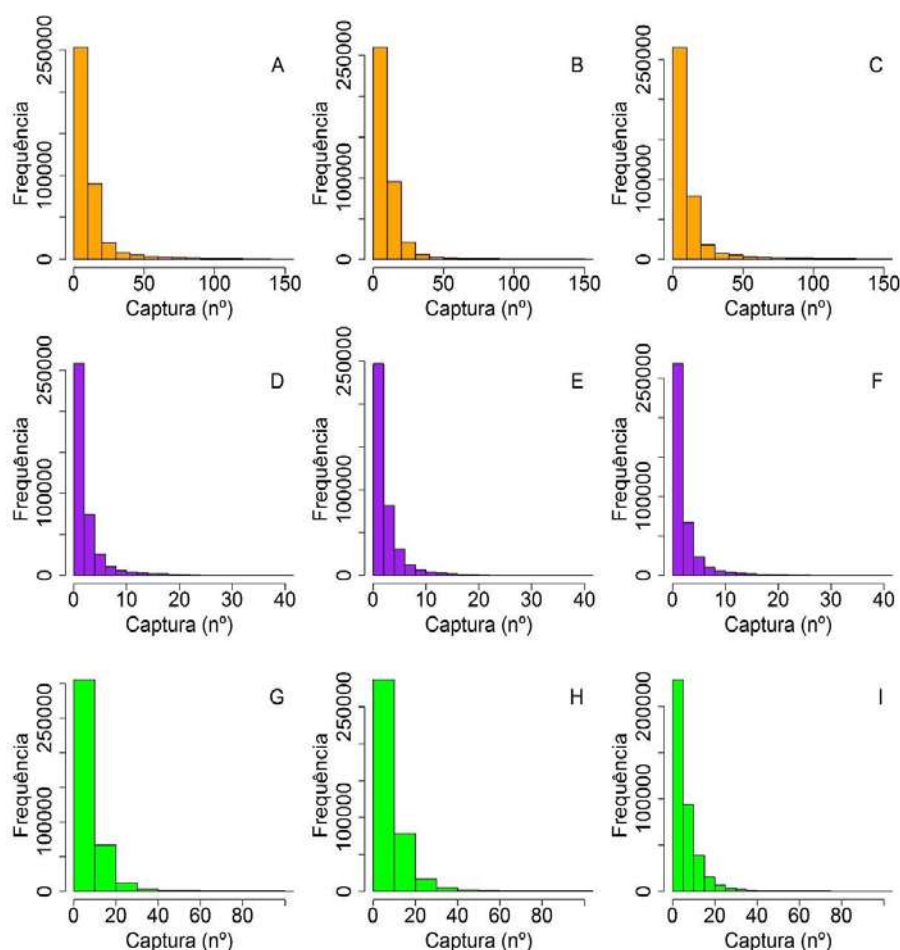 A
Frequência
0 100000 250000
0 50 100 150
Captura (nº)
B
Frequência
0 100000 250000
0 50 100 150
Captura (nº)
C
Frequência
0 100000 250000
0 50 100 150
Captura (nº)
D
Frequência
0 100000 250000
0 10 20 30 40
Captura (nº)
E
Frequência
0 100000 250000
0 10 20 30 40
Captura (nº)
F
Frequência
0 100000 250000
0 10 20 30 40
Captura (nº)
G
Frequência
0 100000 250000
0 20 40 60 80
Captura (nº)
H
Frequência
0 100000 250000
0 20 40 60 80
Captura (nº)
I
Frequência
0 100000 200000
0 20 40 60 80
Captura (nº)